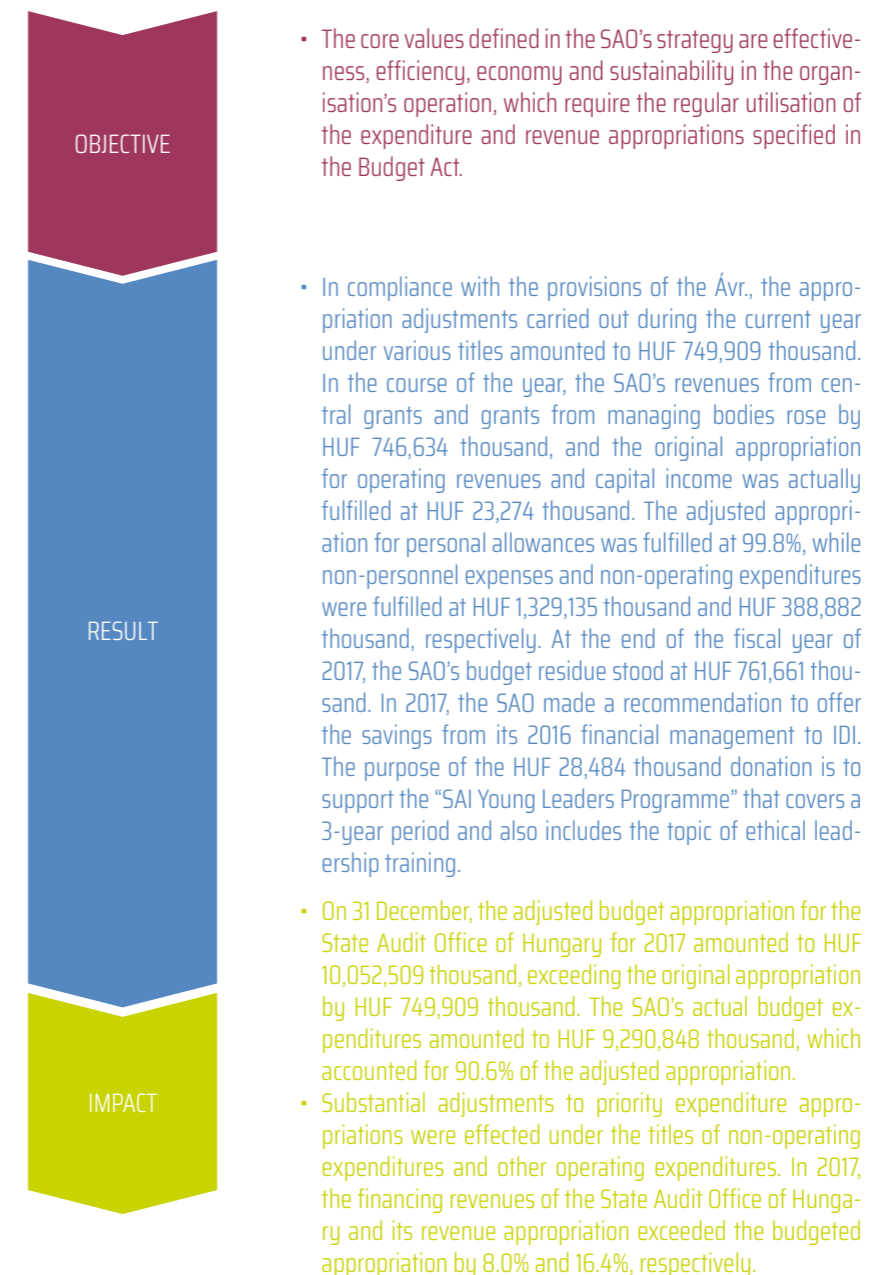 OBJECTIVE
• The core values defined in the SAO's strategy are effective-
ness, efficiency, economy and sustainability in the organ-
isation's operation, which require the regular utilisation of
the expenditure and revenue appropriations specified in
the Budget Act.
RESULT
• In compliance with the provisions of the Ávr., the appro-
priation adjustments carried out during the current year
under various titles amounted to HUF 749,909 thousand.
In the course of the year, the SAO's revenues from cen-
tral grants and grants from managing bodies rose by
HUF 746,634 thousand, and the original appropriation
for operating revenues and capital income was actually
fulfilled at HUF 23,274 thousand. The adjusted appropri-
ation for personal allowances was fulfilled at 99.8%, while
non-personnel expenses and non-operating expenditures
were fulfilled at HUF 1,329,135 thousand and HUF 388,882
thousand, respectively. At the end of the fiscal year of
2017, the SAO's budget residue stood at HUF 761,661 thou-
sand. In 2017, the SAO made a recommendation to offer
the savings from its 2016 financial management to IDI.
The purpose of the HUF 28,484 thousand donation is to
support the “SAI Young Leaders Programme” that covers a
3-year period and also includes the topic of ethical lead-
ership training.
IMPACT
• On 31 December, the adjusted budget appropriation for the
State Audit Office of Hungary for 2017 amounted to HUF
10,052,509 thousand, exceeding the original appropriation
by HUF 749,909 thousand. The SAO's actual budget ex-
penditures amounted to HUF 9,290,848 thousand, which
accounted for 90.6% of the adjusted appropriation.
• Substantial adjustments to priority expenditure appro-
priations were effected under the titles of non-operating
expenditures and other operating expenditures. In 2017,
the financing revenues of the State Audit Office of Hunga-
ry and its revenue appropriation exceeded the budgeted
appropriation by 8.0% and 16.4%, respectively.